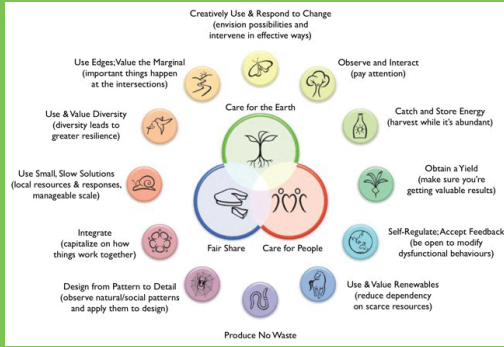 Creatively Use & Respond to Change
(envision possibilities and
intervene in effective ways)
Use Edges; Value the Marginal
(important things happen
at the intersections)
Observe and Interact
(pay attention)
Care for the Earth
Use & Value Diversity
(diversity leads to
greater resilience)
Catch and Store Energy
(harvest while it's abundant)
Use Small, Slow Solutions
(local resources & responses,
manageable scale)
Obtain a Yield
(make sure you're
getting valuable results)
Integrate
(capitalize on how
things work together)
Fair Share
Care for People
Self-Regulate; Accept Feedback
(be open to modify
dysfunctional behaviours)
Design from Pattern to Detail
(observe natural/social patterns
and apply them to design)
Use & Value Renewables
(reduce dependency
on scarce resources)
Produce No Waste